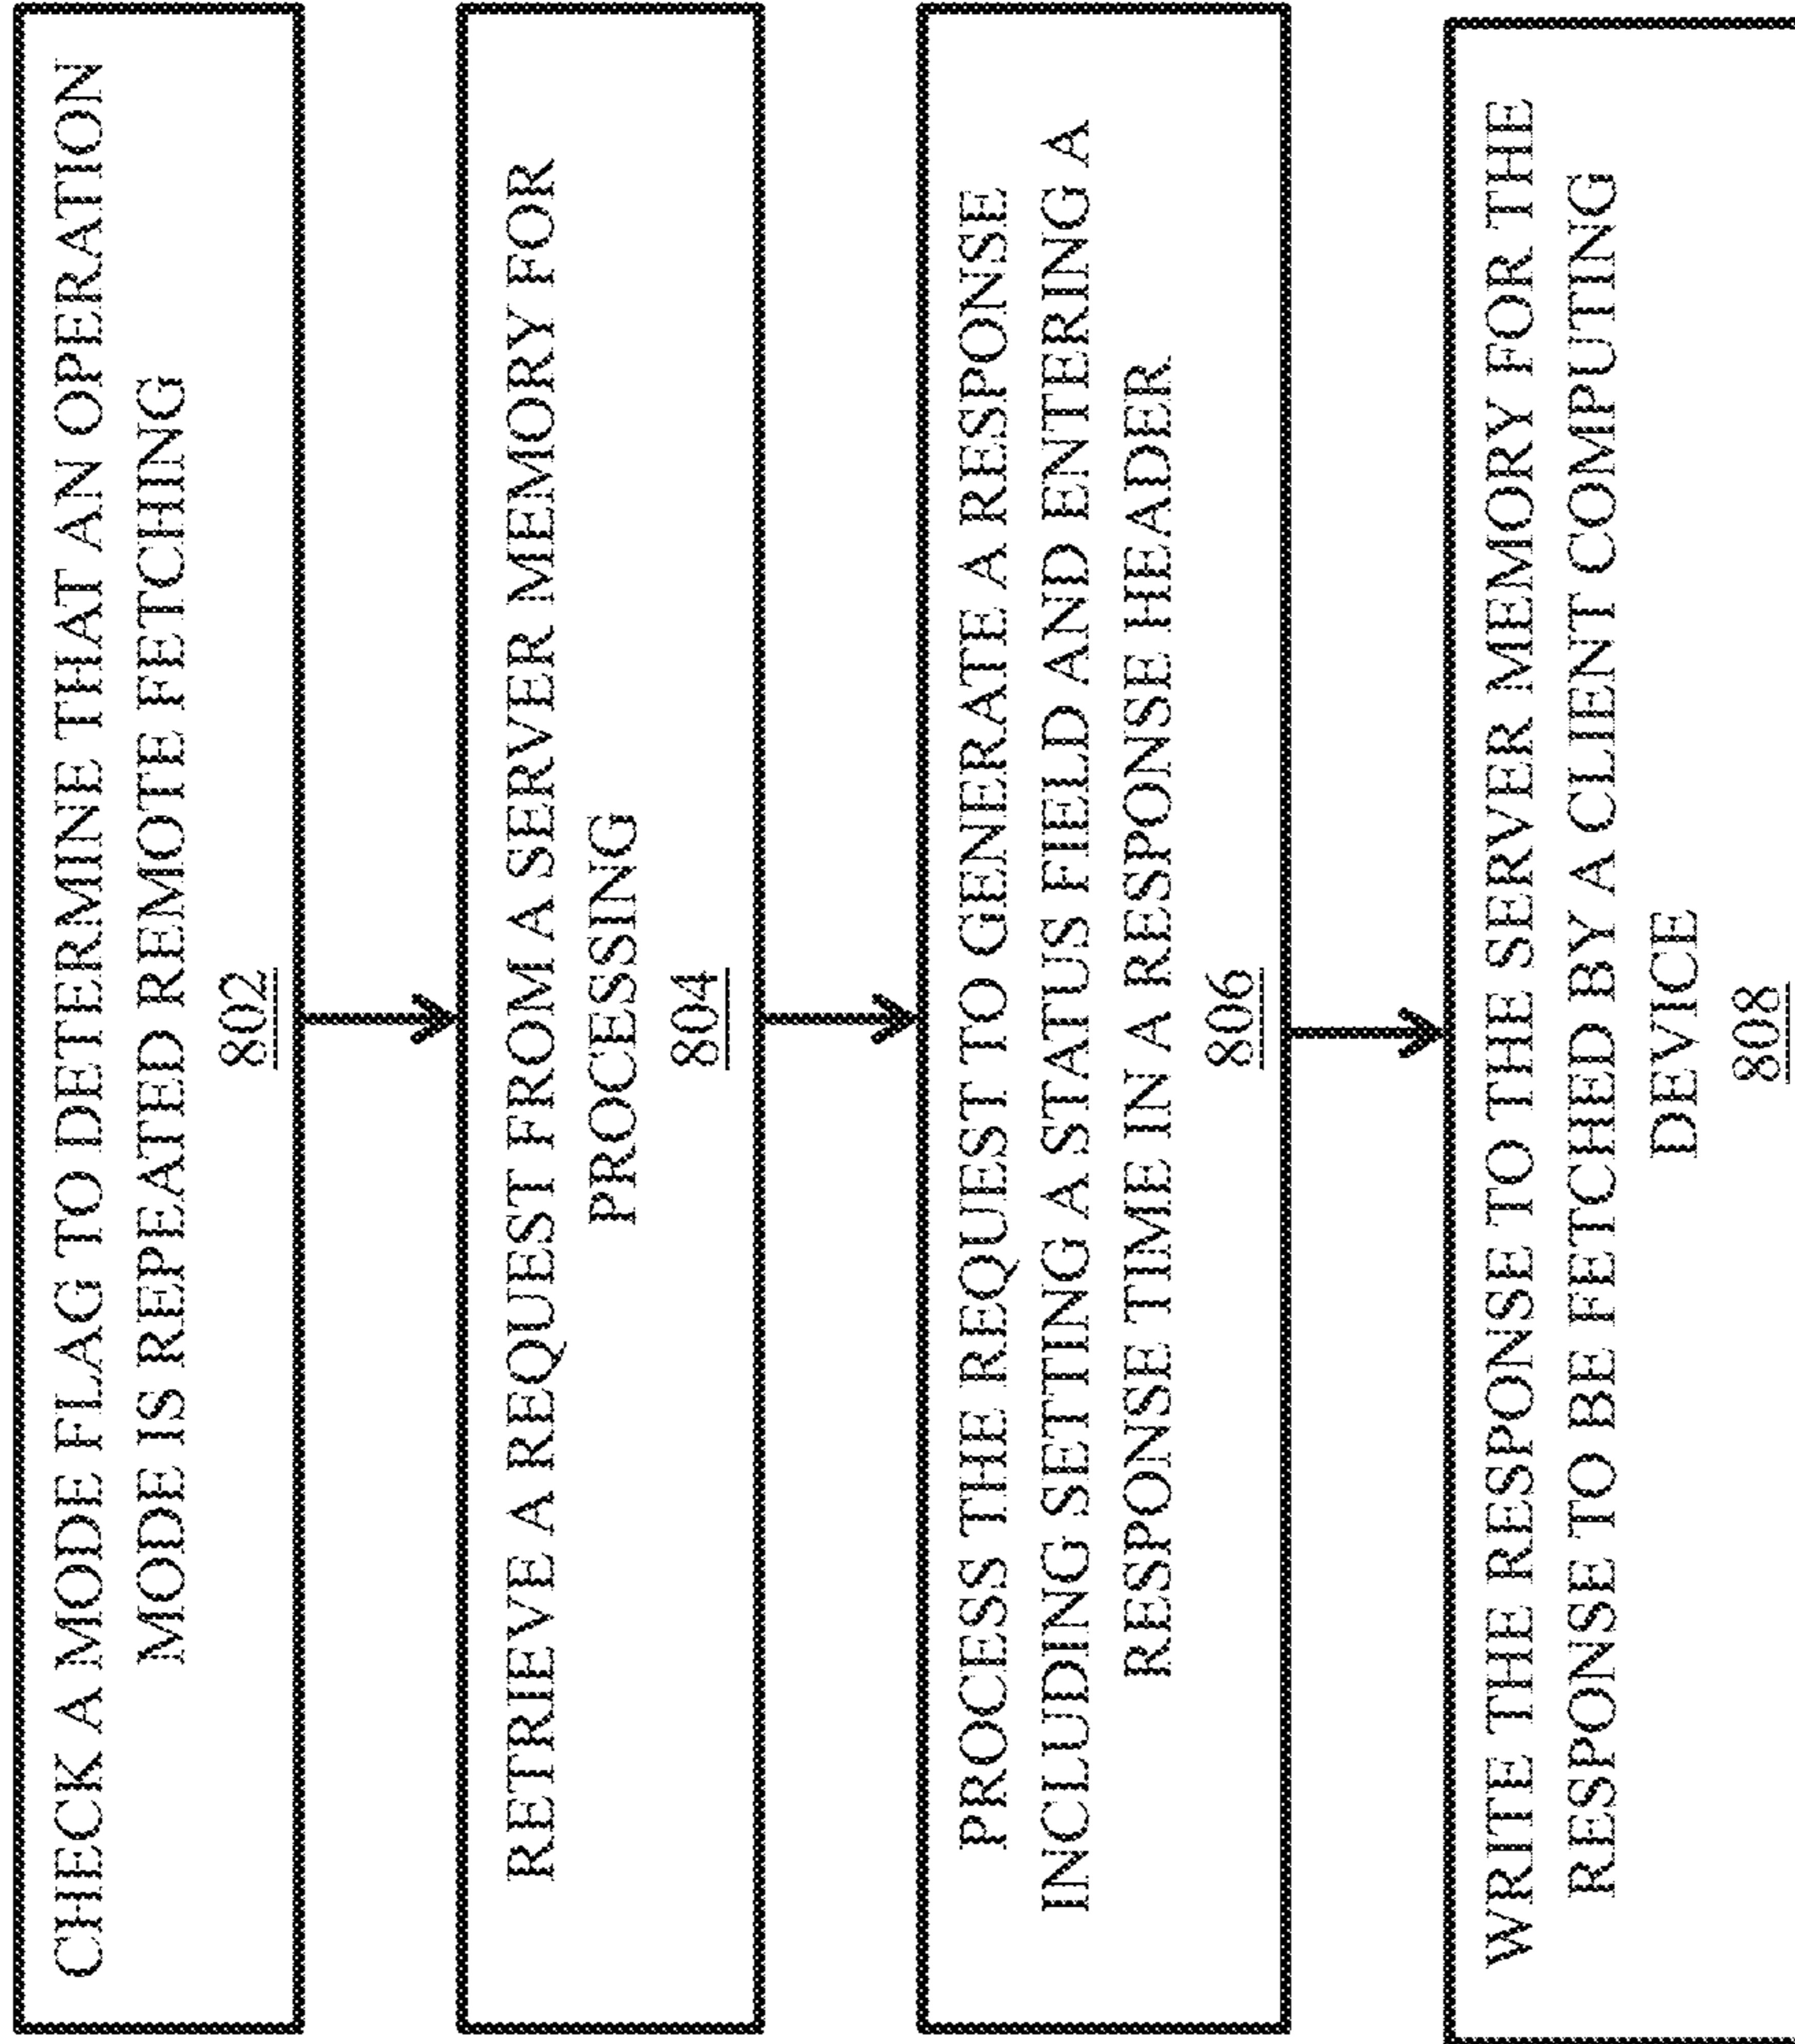 CHECK A MODE FLAG TO DETERMINE THAT AN OPERATION
MODE IS REPEATED REMOTE FETCHING
802
RETRIEVE A REQUEST FROM A SERVER MEMORY FOR
PROCESSING
804
PROCESS THE REQUEST TO GENERATE A RESPONSE
INCLUDING SETTING A STATUS FIELD AND ENTERING A
RESPONSE TIME IN A RESPONSE HEADER
806
WRITE THE RESPONSE TO THE SERVER MEMORY FOR THE
RESPONSE TO BE FETCHED BY A CLIENT COMPUTING
DEVICE
808